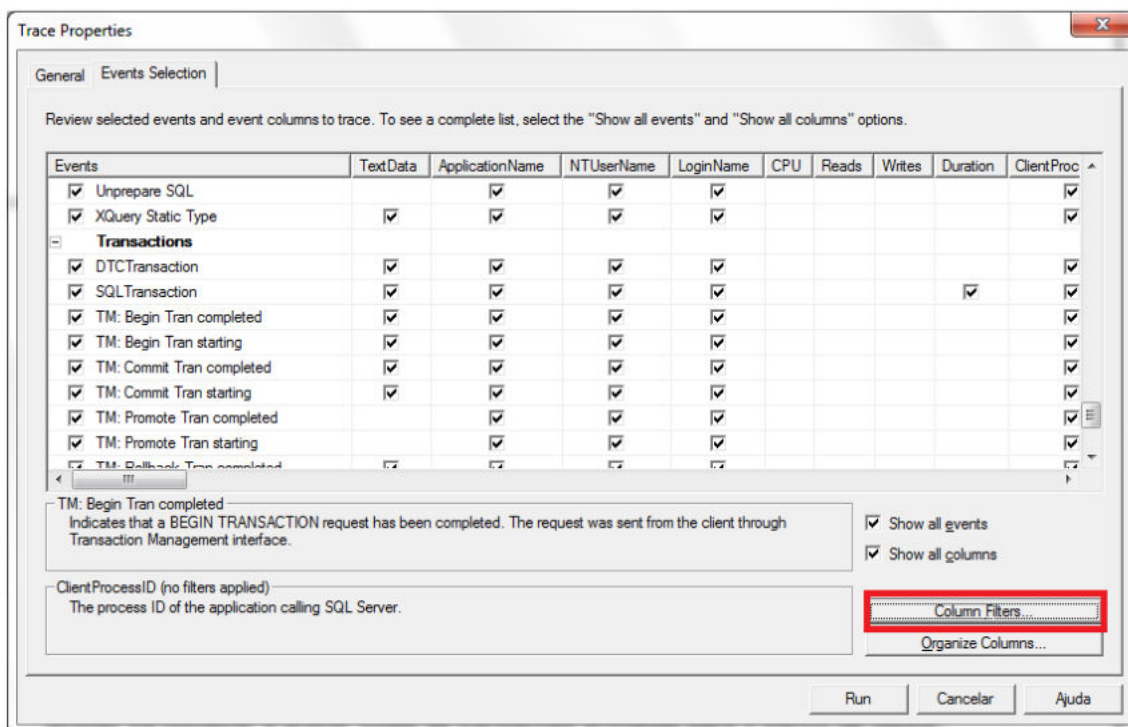 Trace Properties
General Events Selection
Review selected events and event columns to trace. To see a complete list, select the "Show all events" and "Show all columns" options.
Events TextData ApplicationName NTUserName LoginName CPU Reads Writes Duration ClientProc
Unprepare SQL
XQuery Static Type
Transactions
DTCTransaction
SQLTransaction
TM: Begin Tran completed
TM: Begin Tran starting
TM: Commit Tran completed
TM: Commit Tran starting
TM: Promote Tran completed
TM: Promote Tran starting
TM: Rollback Tran completed
TM: Begin Tran completed
Indicates that a BEGIN TRANSACTION request has been completed. The request was sent from the client through
Transaction Management interface.
Show all events
Show all columns
ClientProcessID (no filters applied)
The process ID of the application calling SQL Server.
Column Filters...
Organize Columns...
Run Cancelar Ajuda